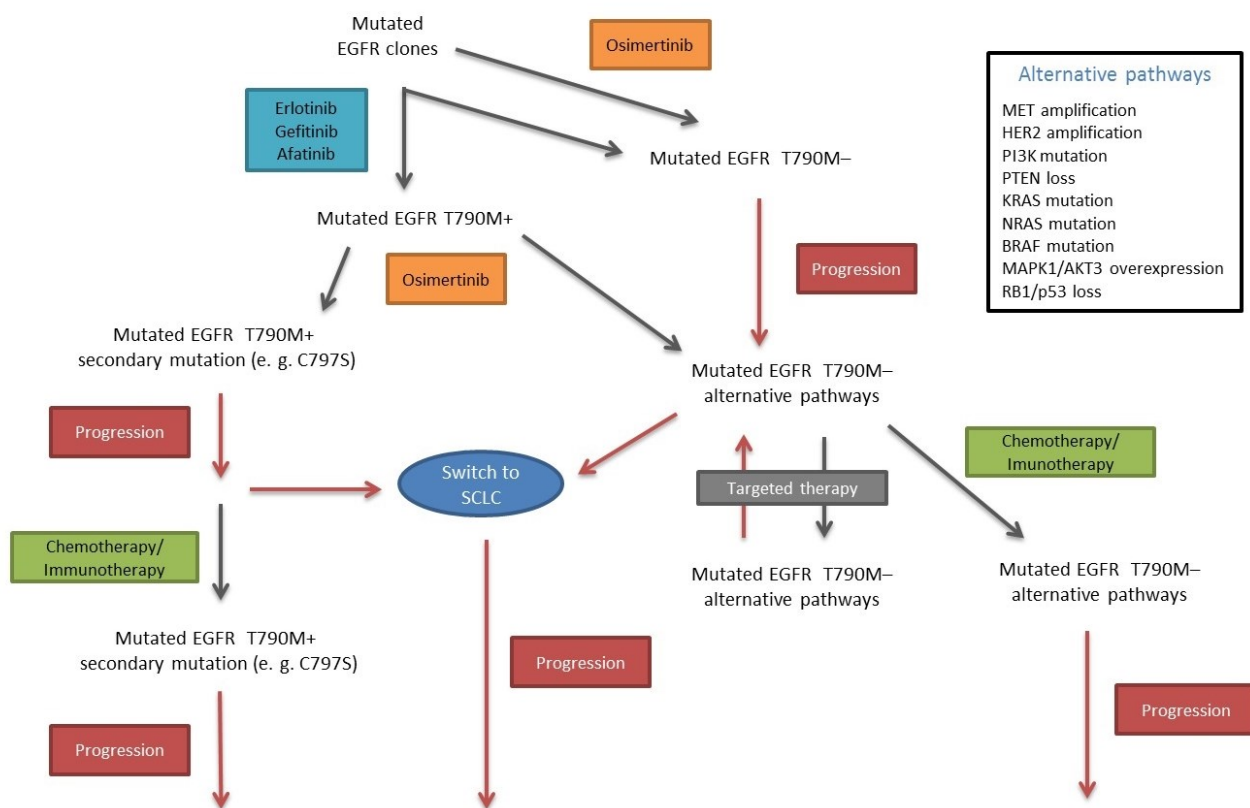 Mutated
EGFR clones
Osimertinib
Erlotinib
Gefitinib
Afatinib
Mutated EGFR T790M–
Alternative pathways
MET amplification
HER2 amplification
PI3K mutation
PTEN loss
KRAS mutation
NRAS mutation
BRAF mutation
MAPK1/AKT3 overexpression
RB1/p53 loss
Mutated EGFR T790M+
Osimertinib
Progression
Mutated EGFR T790M+
secondary mutation (e. g. C797S)
Mutated EGFR T790M–
alternative pathways
Progression
Switch to
SCLC
Targeted therapy
Chemotherapy/
Imunotherapy
Chemotherapy/
Immunotherapy
Mutated EGFR T790M–
alternative pathways
Mutated EGFR T790M–
alternative pathways
Mutated EGFR T790M+
secondary mutation (e. g. C797S)
Progression
Progression
Progression